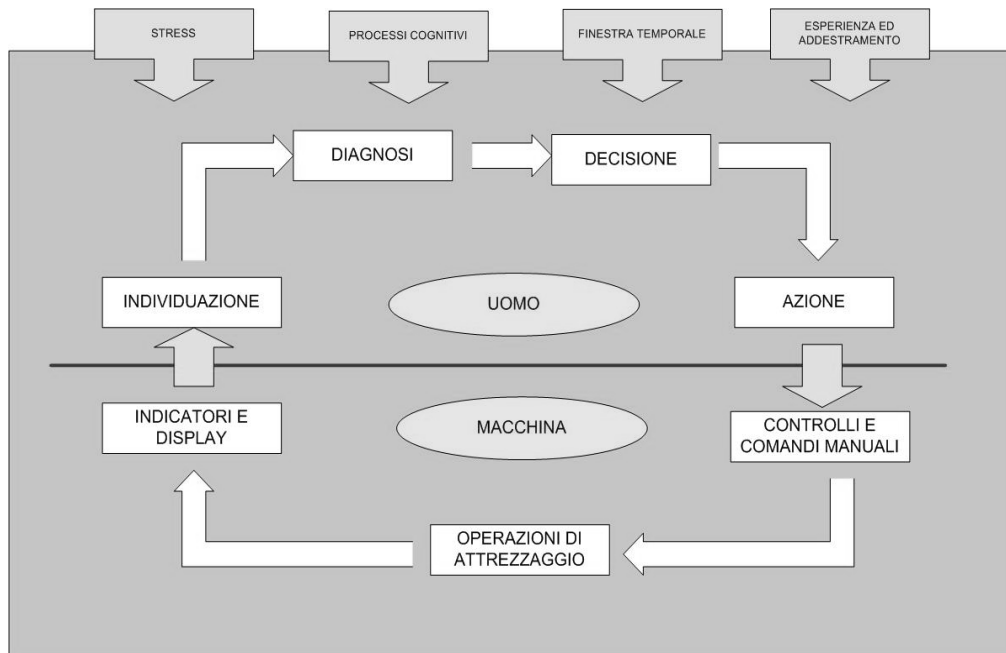 STRESS
PROCESSI COGNITIVI
FINESTRA TEMPORALE
ESPERIENZA ED
ADDESTRAMENTO
DIAGNOSI
DECISIONE
INDIVIDUAZIONE
UOMO
AZIONE
INDICATORI E
DISPLAY
MACCHINA
CONTROLLI E
COMANDI MANUALI
OPERAZIONI DI
ATTREZZAGGIO